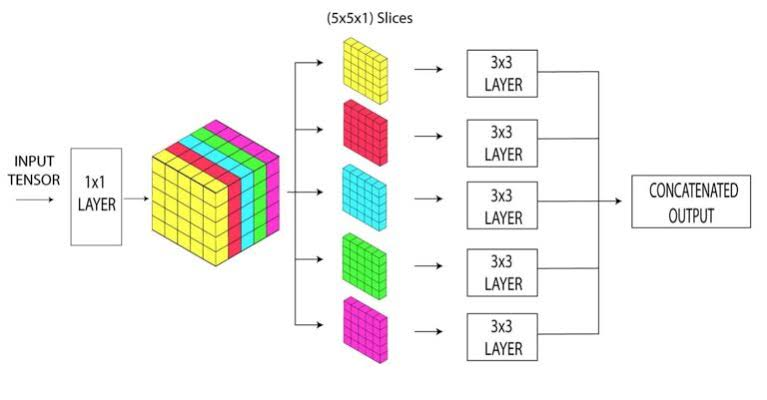 (5x5x1) Slices
INPUT
TENSOR
1x1
LAYER
3x3
LAYER
3x3
LAYER
3x3
LAYER
3x3
LAYER
3x3
LAYER
CONCATENATED
OUTPUT